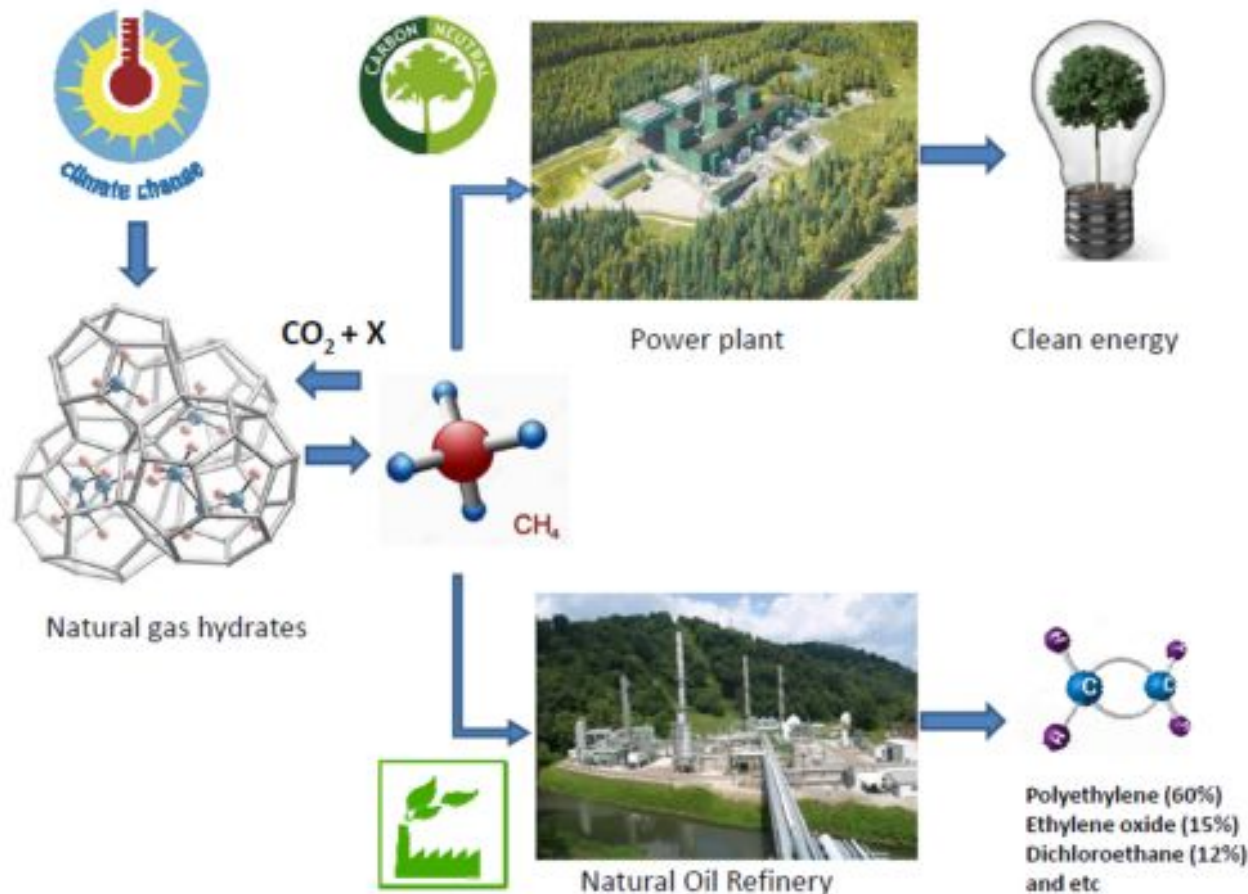 climate change
CARBON NEUTRAL
CO₂ + X
Power plant
Clean energy
CH₄
Natural gas hydrates
C
C
H
H
H
H
Polyethylene (60%)
Ethylene oxide (15%)
Dichloroethane (12%)
and etc
Natural Oil Refinery